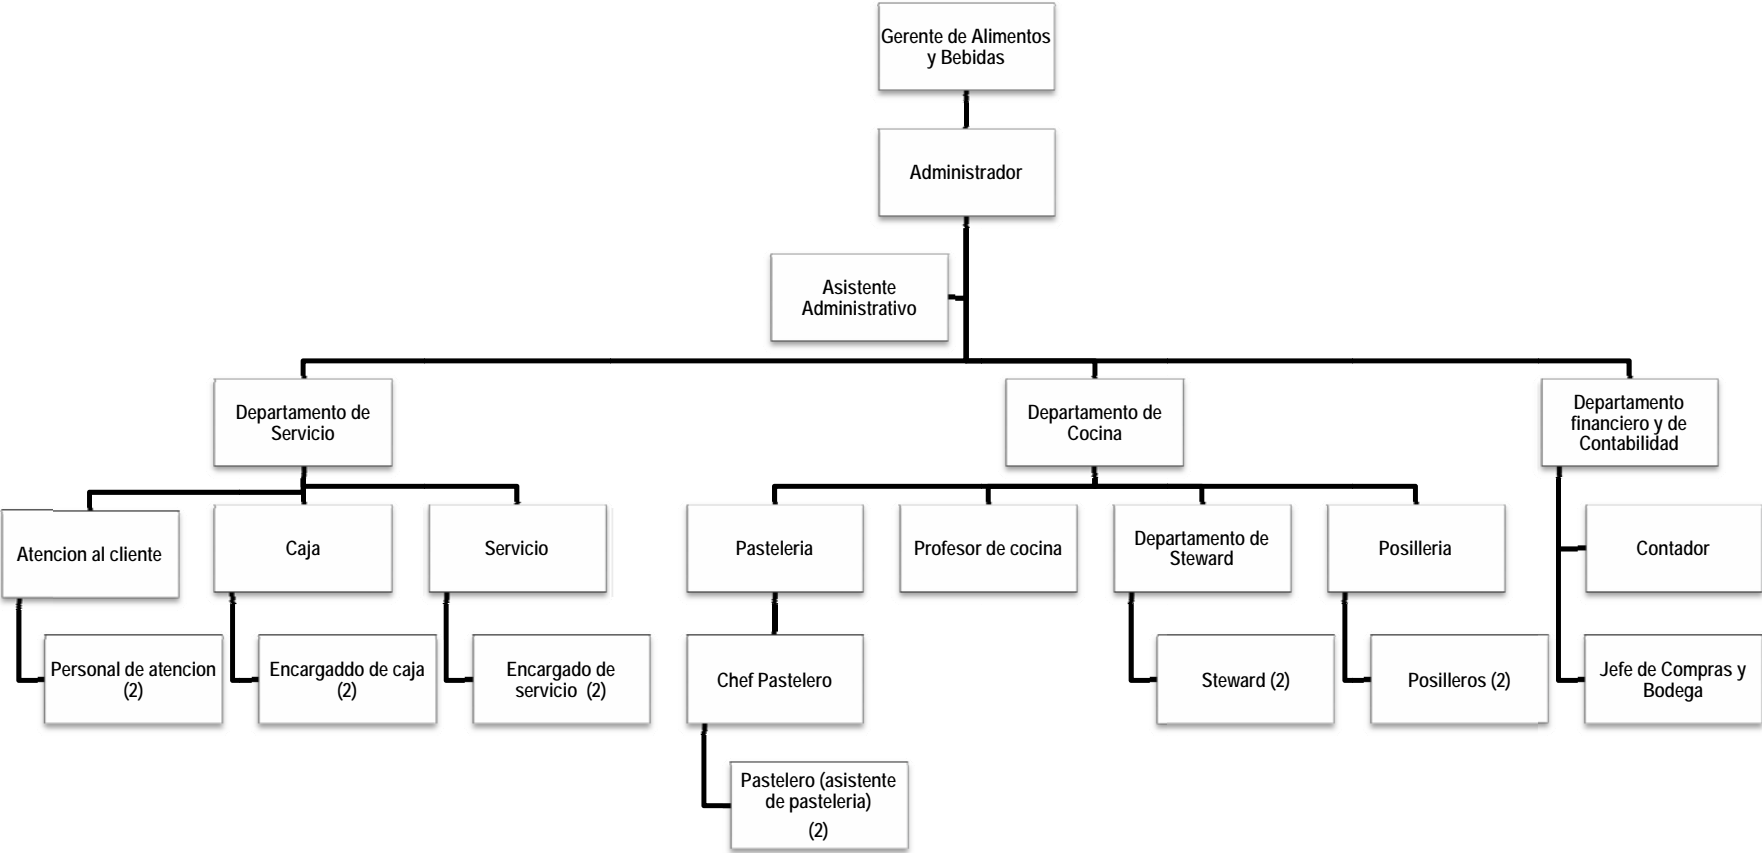 Gerente de Alimentos
y Bebidas
Administrador
Asistente
Administrativo
Departamento de
Servicio
Departamento de
Cocina
Departamento
financiero y de
Contabilidad
Atencion al cliente
Caja
Servicio
Pasteleria
Profesor de cocina
Departamento de
Steward
Posilleria
Contador
Personal de atencion
(2)
Encargaddo de caja
(2)
Encargado de
servicio (2)
Chef Pastelero
Steward (2)
Posilleros (2)
Jefe de Compras y
Bodega
Pastelero (asistente
de pasteleria)
(2)